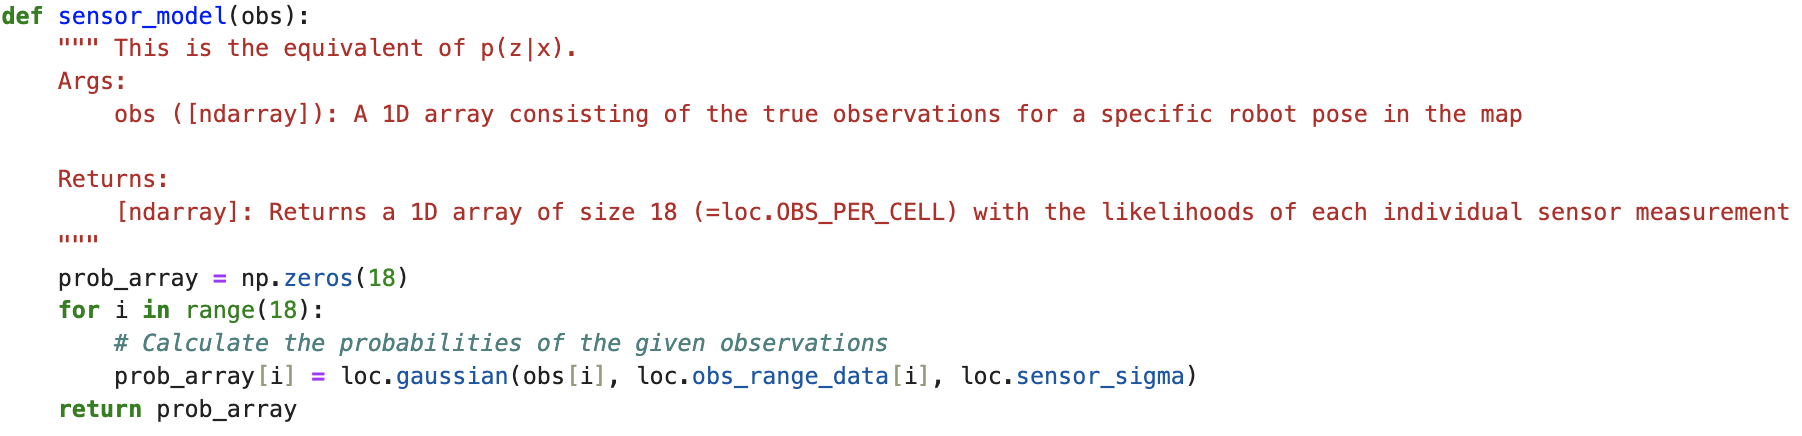 def sensor_model(obs):
    """ This is the equivalent of p(z|x).
    Args:
        obs ([ndarray]): A 1D array consisting of the true observations for a specific robot pose in the map

    Returns:
        [ndarray]: Returns a 1D array of size 18 (=loc.OBS_PER_CELL) with the likelihoods of each individual sensor measurement
    """
    prob_array = np.zeros(18)
    for i in range(18):
        # Calculate the probabilities of the given observations
        prob_array[i] = loc.gaussian(obs[i], loc.obs_range_data[i], loc.sensor_sigma)
    return prob_array